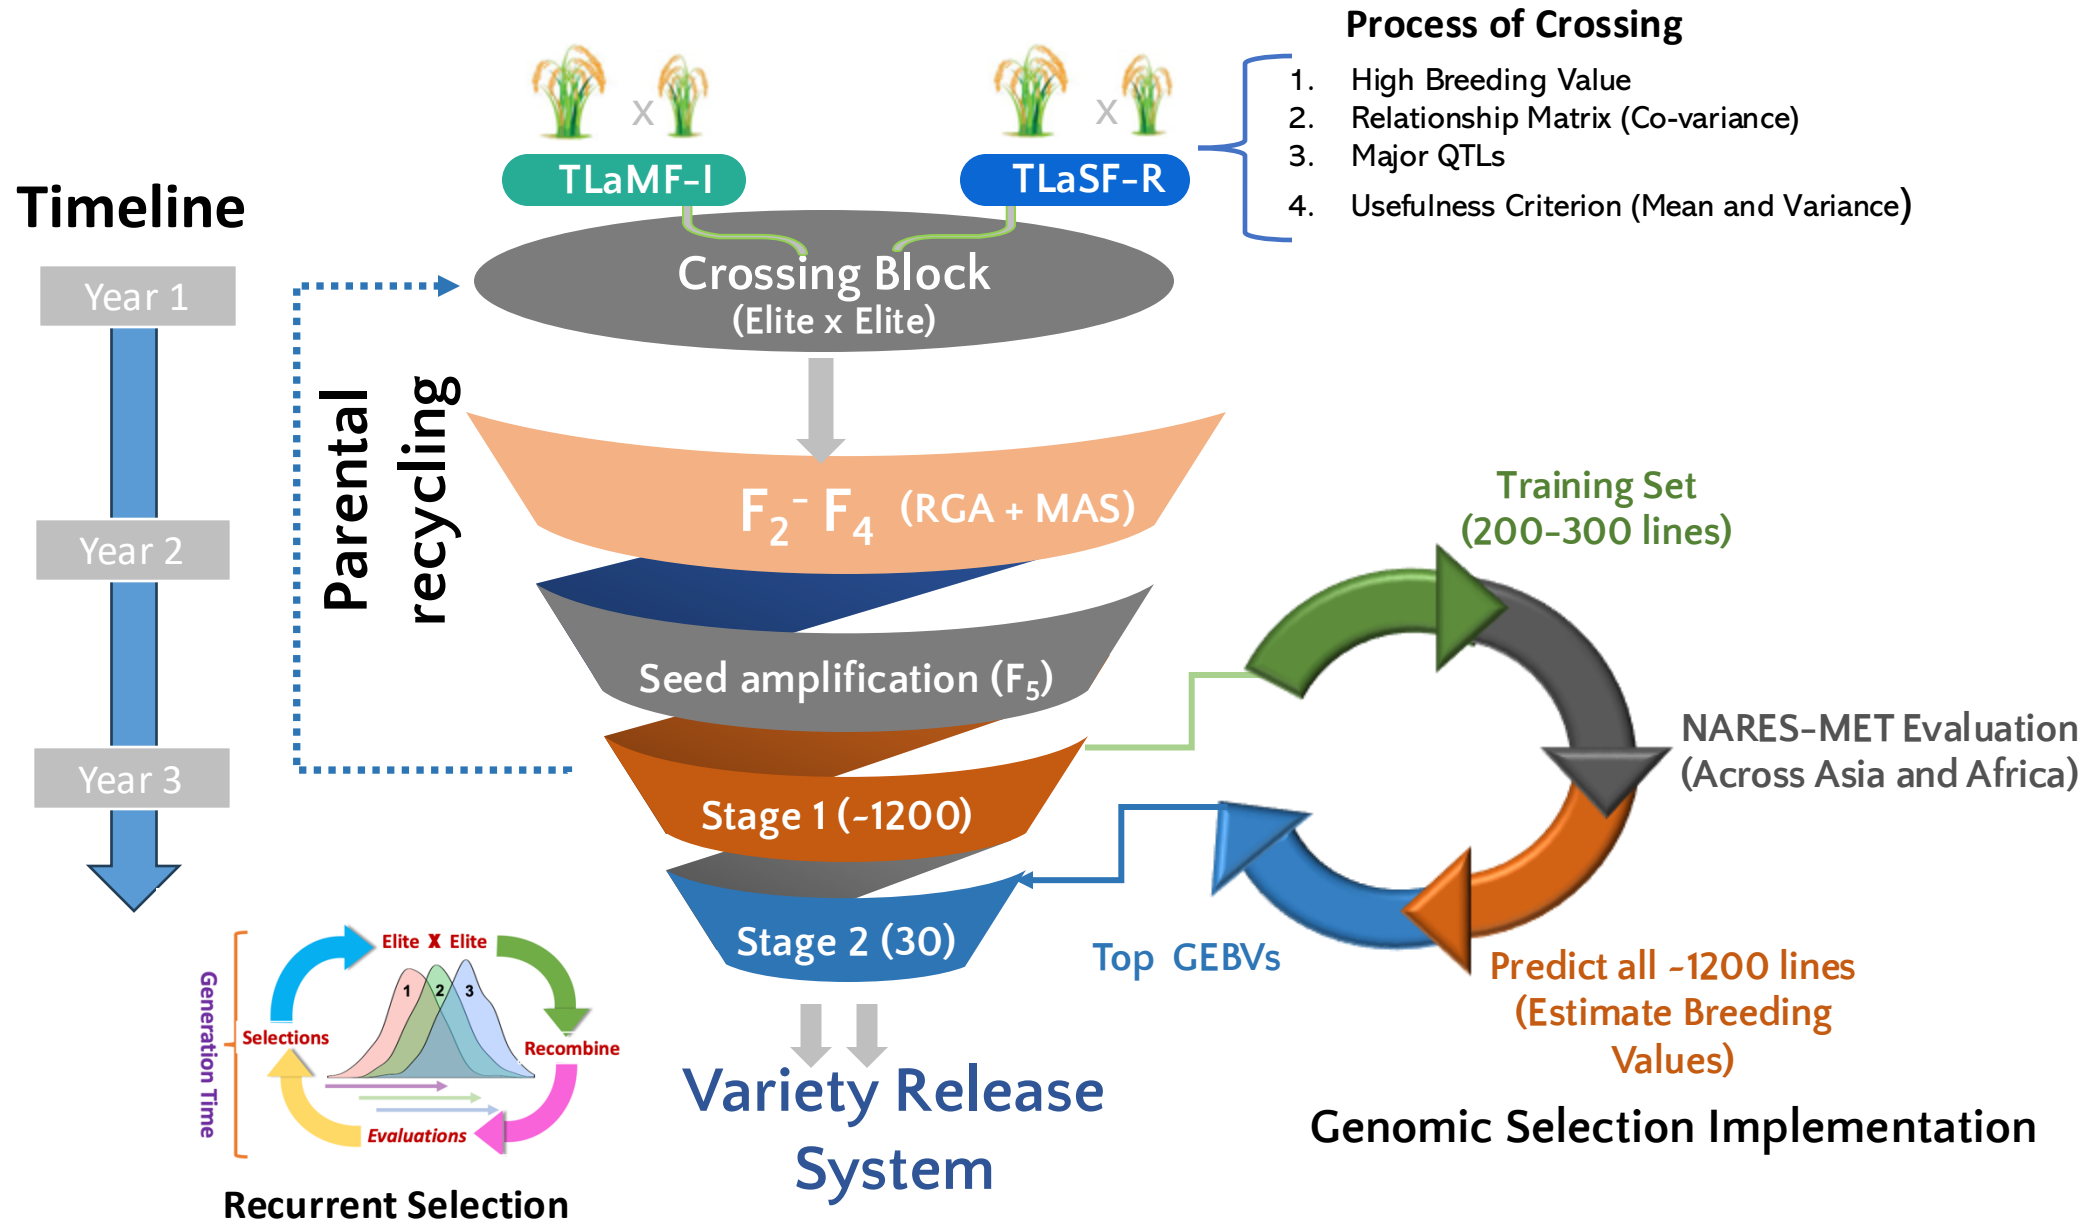 Process of Crossing
1. High Breeding Value
2. Relationship Matrix (Co-variance)
3. Major QTLs
4. Usefulness Criterion (Mean and Variance)
x
x
TLaMF-I
TLaSF-R
Timeline
Year 1
Year 2
Year 3
Crossing Block
(Elite x Elite)
Parental
recycling
F2- F4 (RGA + MAS)
Seed amplification (F5)
Stage 1 (~1200)
Stage 2 (30)
Variety Release
System
Training Set
(200-300 lines)
NARES-MET Evaluation
(Across Asia and Africa)
Predict all ~1200 lines
(Estimate Breeding
Values)
Top GEBVs
Genomic Selection Implementation
Generation Time
Elite X Elite
1 2 3
Selections
Recombine
Evaluations
Recurrent Selection